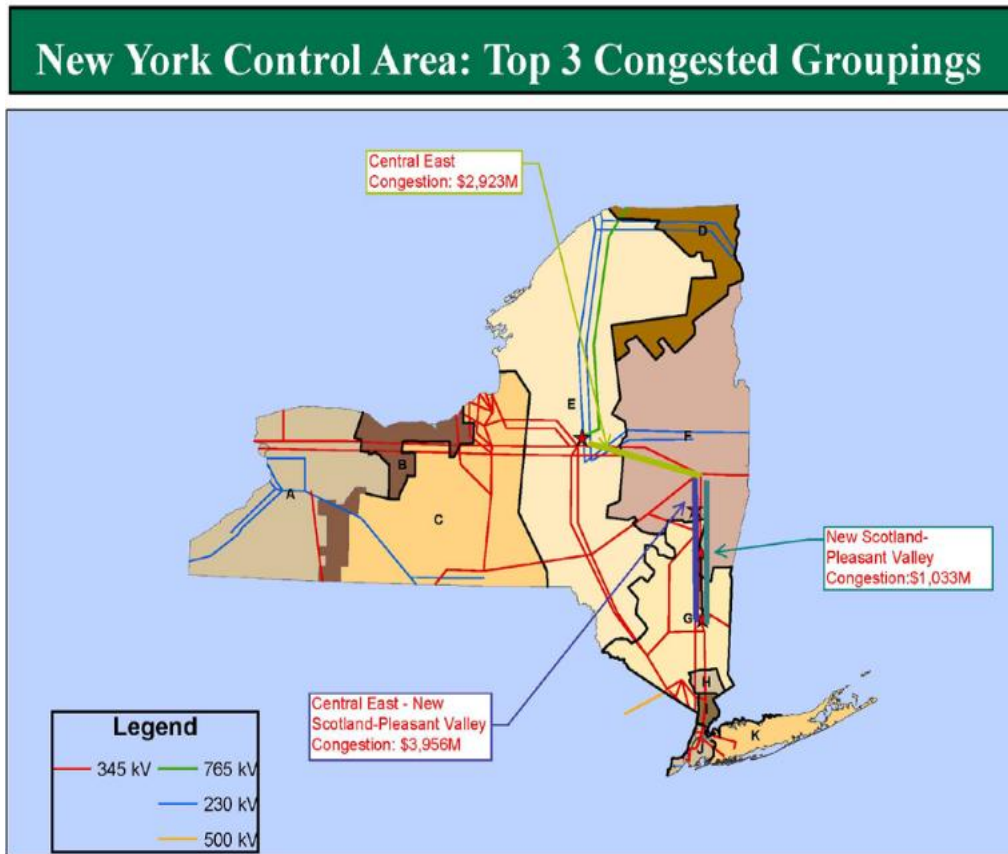 New York Control Area: Top 3 Congested Groupings
Central East
Congestion: $2,923M
D
E
F
B
A
C
New Scotland-
Pleasant Valley
Congestion:$1,033M
G
H
Central East - New
Scotland-Pleasant Valley
Congestion: $3,956M
K
J
Legend
345 kV
765 kV
230 kV
500 kV